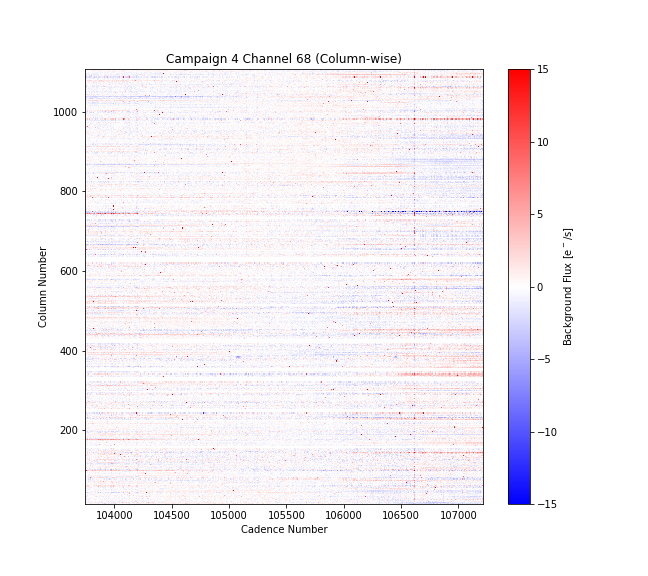 Campaign 4 Channel 68 (Column-wise)
1000
800
600
400
200
Column Number
104000 104500 105000 105500 106000 106500 107000
Cadence Number
15
10
5
0
−5
−10
−15
Background Flux [e⁻/s]